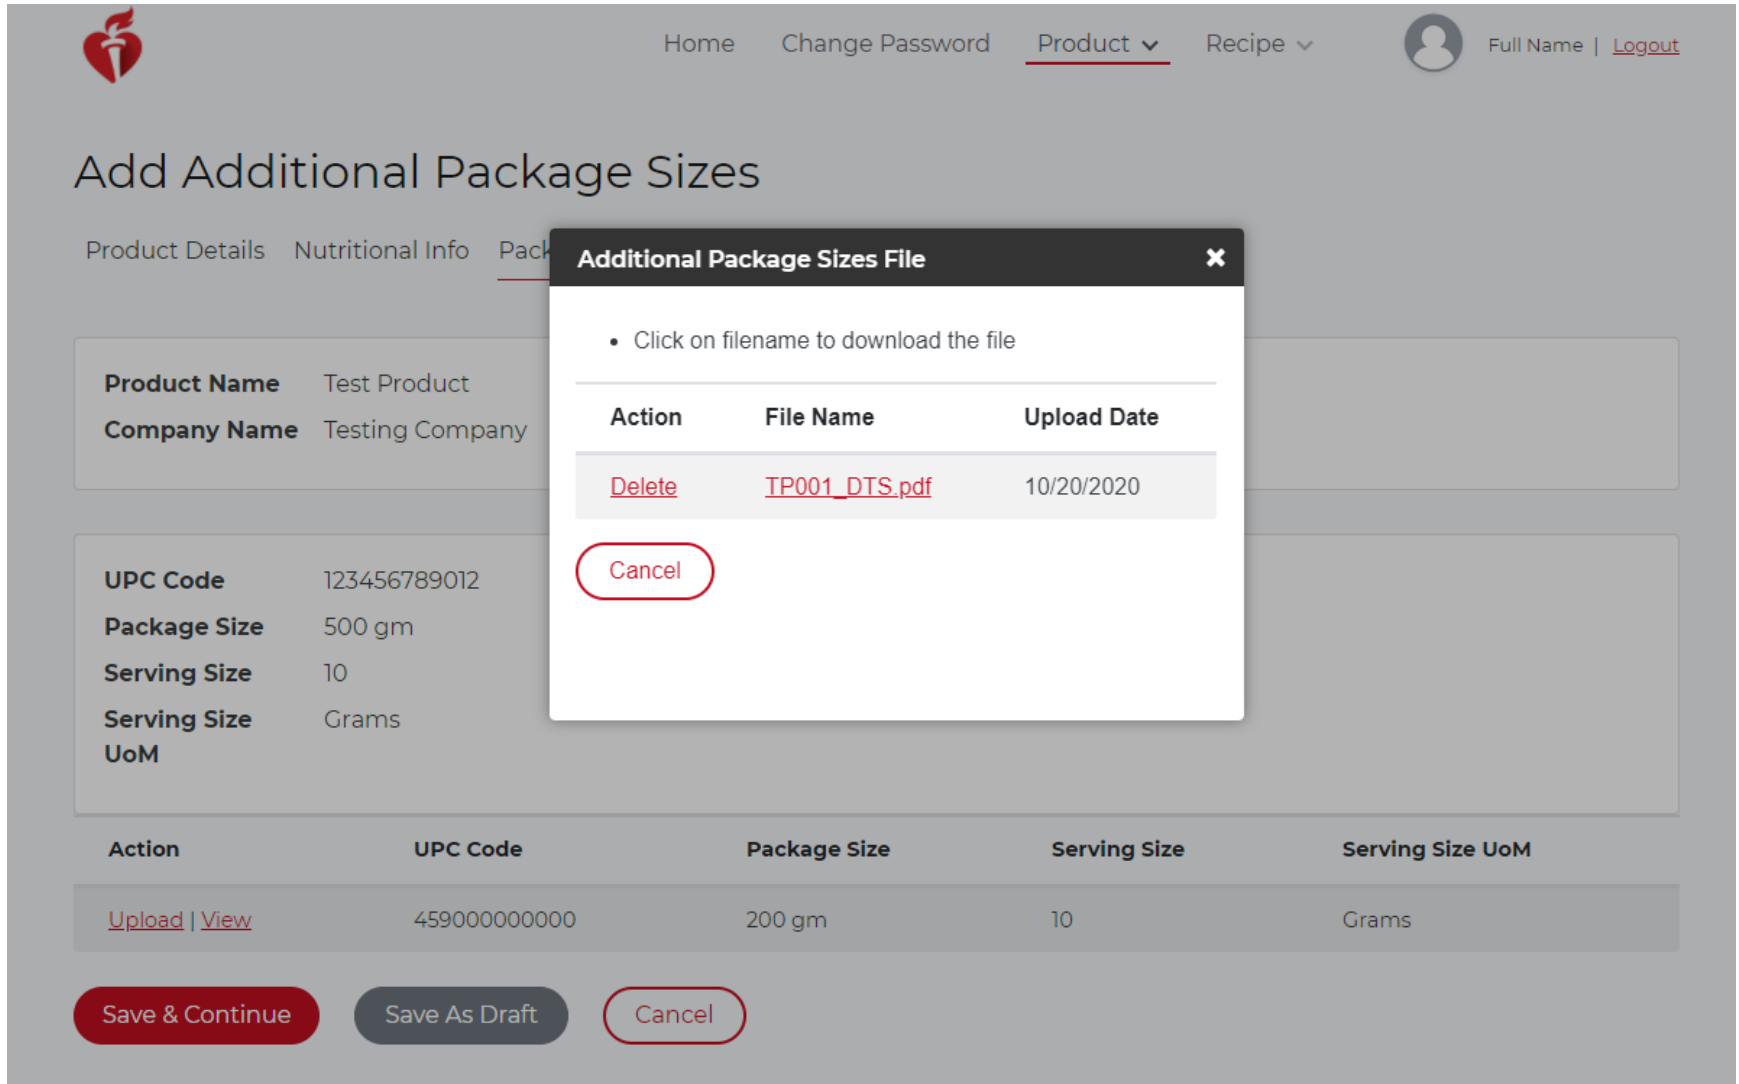 Home Change Password Product Recipe Full Name | Logout
Add Additional Package Sizes
Product Details Nutritional Info Pack
Additional Package Sizes File
• Click on filename to download the file
Action File Name Upload Date
Delete TP001_DTS.pdf 10/20/2020
Cancel
Product Name Test Product
Company Name Testing Company
UPC Code 123456789012
Package Size 500 gm
Serving Size 10
Serving Size Grams
UoM
Action UPC Code Package Size Serving Size Serving Size UoM
Upload | View 459000000000 200 gm 10 Grams
Save & Continue Save As Draft Cancel